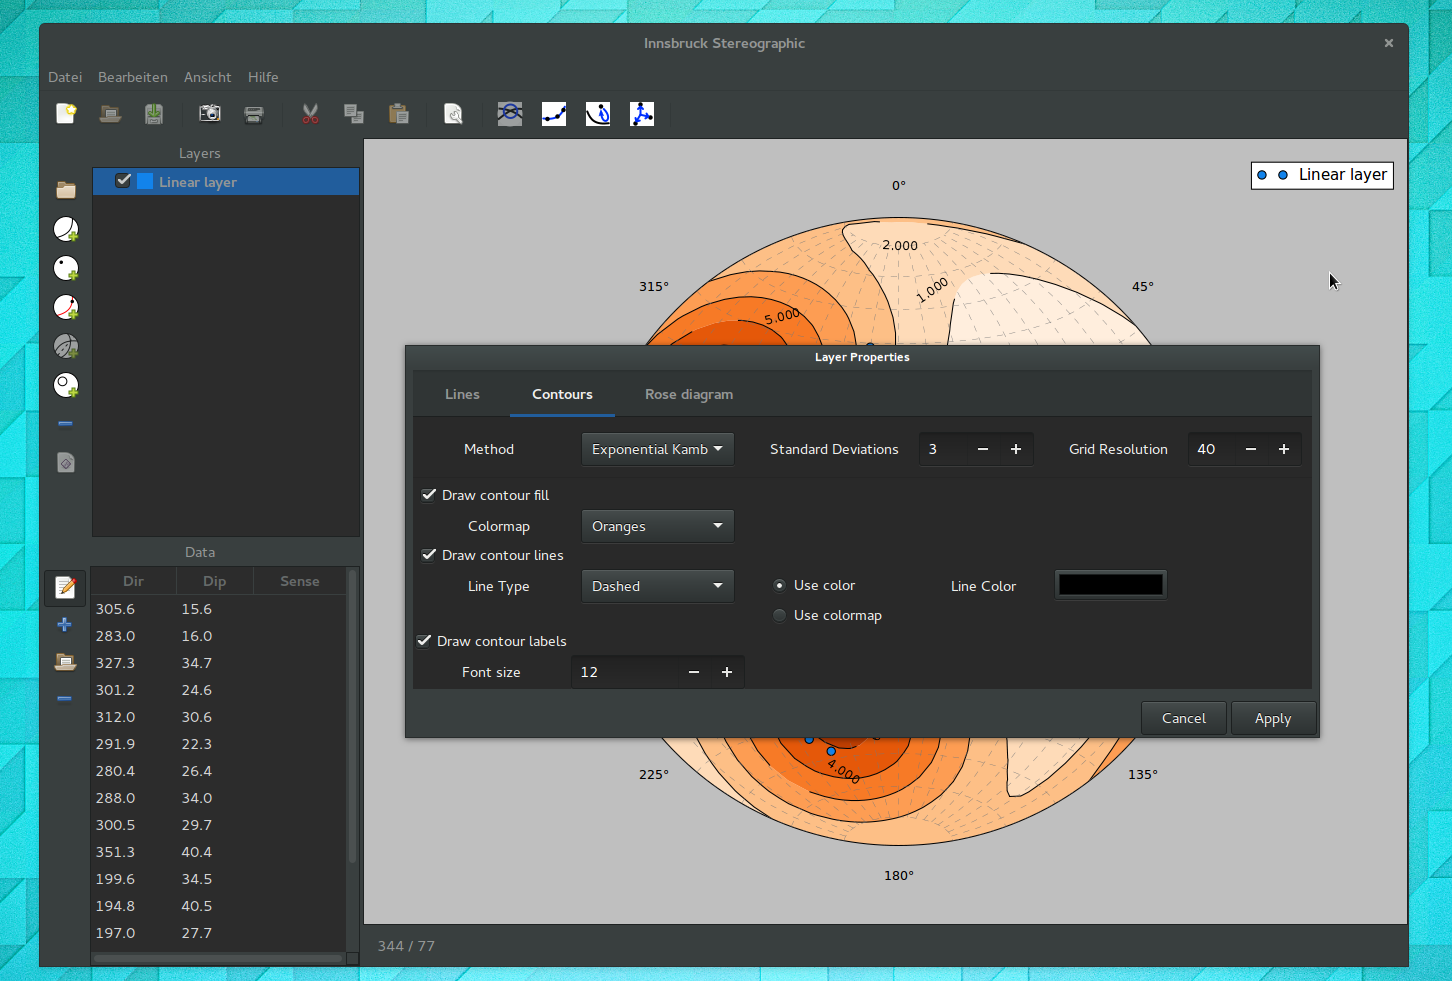 Innsbruck Stereographic
Datei Bearbeiten Ansicht Hilfe
Layers
Linear layer
Linear layer
0°
2.000
315°
1.000
45°
5.000
Layer Properties
Lines Contours Rose diagram
Method Exponential Kamb Standard Deviations 3 Grid Resolution 40
Draw contour fill
Colormap Oranges
Draw contour lines
Line Type Dashed Use color Line Color
Use colormap
Draw contour labels
Font size 12
Cancel Apply
4.000
225° 135°
180°
Data
Dir Dip Sense
305.6 15.6
283.0 16.0
327.3 34.7
301.2 24.6
312.0 30.6
291.9 22.3
280.4 26.4
288.0 34.0
300.5 29.7
351.3 40.4
199.6 34.5
194.8 40.5
197.0 27.7
344 / 77